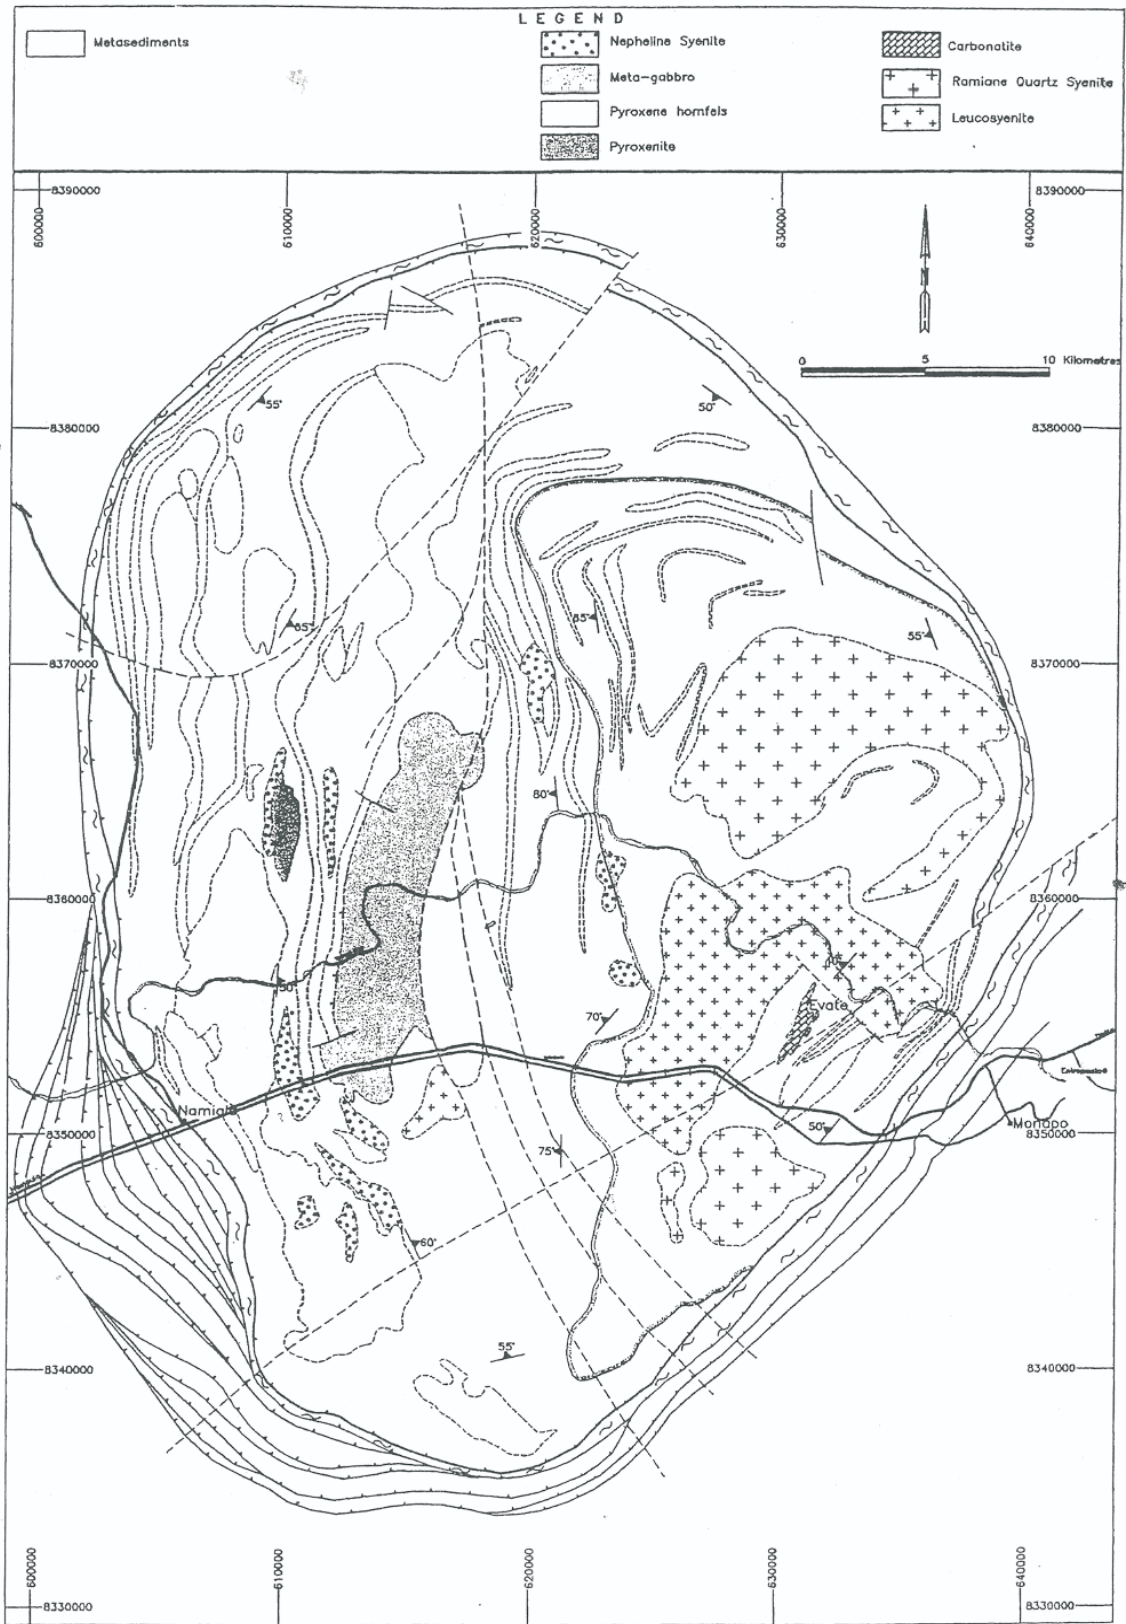 LEGEND
Metasediments
Nepheline Syenite
Meta-gabbro
Pyroxene hornfels
Pyroxenite
Carbonatite
Ramiane Quartz Syenite
Leucosyenite
8390000
8390000
600000
610000
620000
630000
640000
N
0 5 10 Kilometres
55°
50°
8380000
8380000
65°
85°
55°
8370000
8370000
80°
8360000
8360000
50°
70°
Evate
Namialo
50°
Monapo
8350000
8350000
75°
60°
55°
8340000
8340000
600000
610000
620000
630000
640000
8330000
8330000